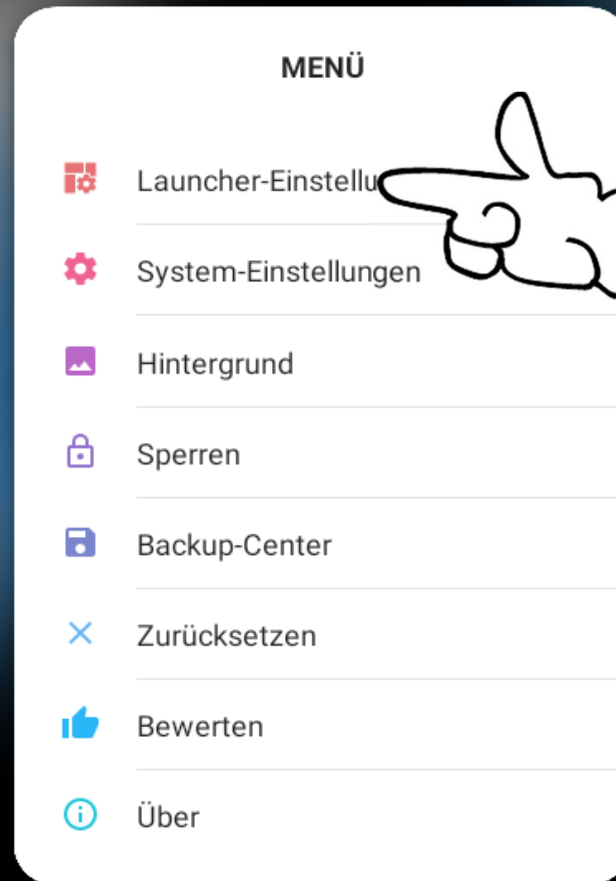 MENÜ
Launcher-Einstellu
System-Einstellungen
Hintergrund
Sperren
Backup-Center
Zurücksetzen
Bewerten
Über